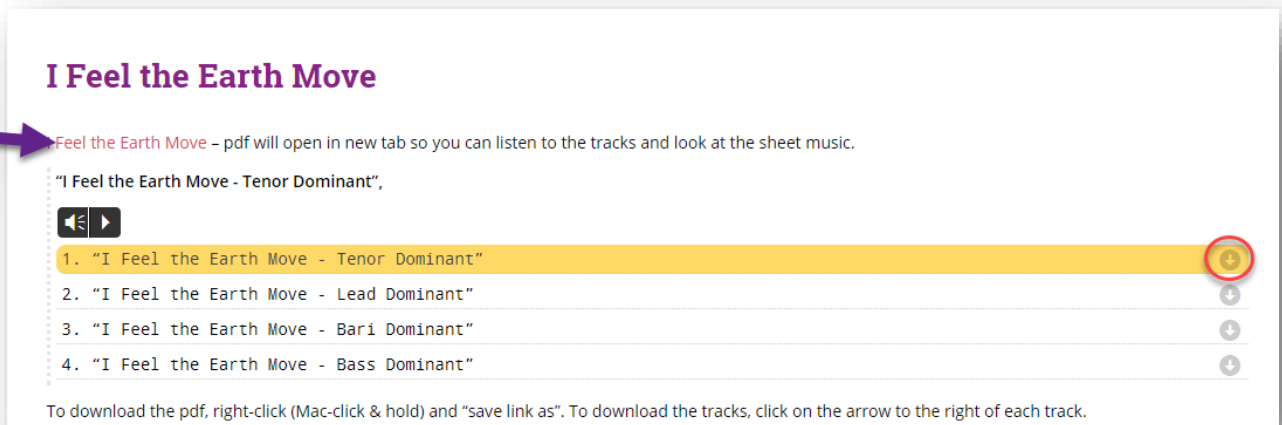 I Feel the Earth Move
Feel the Earth Move – pdf will open in new tab so you can listen to the tracks and look at the sheet music.
“I Feel the Earth Move - Tenor Dominant”,
1. “I Feel the Earth Move - Tenor Dominant”
2. “I Feel the Earth Move - Lead Dominant”
3. “I Feel the Earth Move - Bari Dominant”
4. “I Feel the Earth Move - Bass Dominant”
To download the pdf, right-click (Mac-click & hold) and “save link as”. To download the tracks, click on the arrow to the right of each track.